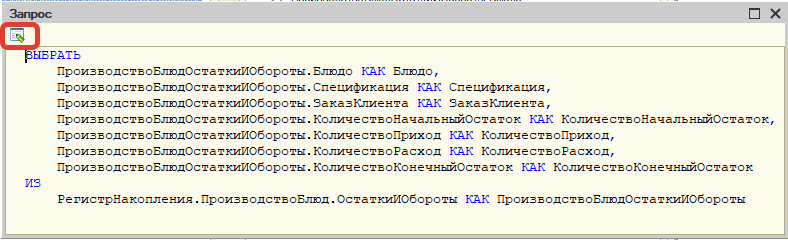 Запрос
ВЫБРАТЬ
ПроизводствоБлюдОстаткиИОбороты.Блюдо КАК Блюдо,
ПроизводствоБлюдОстаткиИОбороты.Спецификация КАК Спецификация,
ПроизводствоБлюдОстаткиИОбороты.ЗаказКлиента КАК ЗаказКлиента,
ПроизводствоБлюдОстаткиИОбороты.КоличествоНачальныйОстаток КАК КоличествоНачальныйОстаток,
ПроизводствоБлюдОстаткиИОбороты.КоличествоПриход КАК КоличествоПриход,
ПроизводствоБлюдОстаткиИОбороты.КоличествоРасход КАК КоличествоРасход,
ПроизводствоБлюдОстаткиИОбороты.КоличествоКонечныйОстаток КАК КоличествоКонечныйОстаток
ИЗ
РегистрНакопления.ПроизводствоБлюд.ОстаткиИОбороты КАК ПроизводствоБлюдОстаткиИОбороты